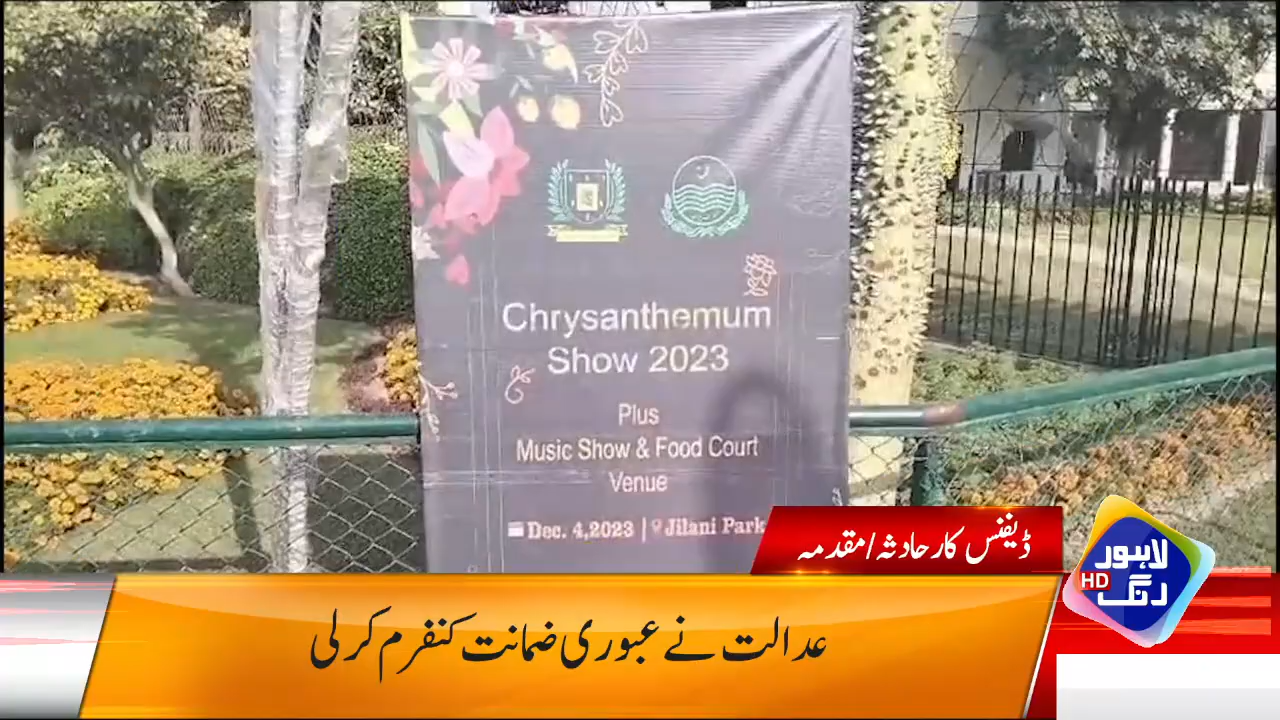 Chrysanthemum
Show 2023
Plus
Music Show & Food Court
Venue
Dec. 4,2023 | Jilani Park
ڈیفنس کار حادثہ/مقدمہ
لاہور
رنگ
HD
عدالت نے عبوری ضمانت کنفرم کرلی